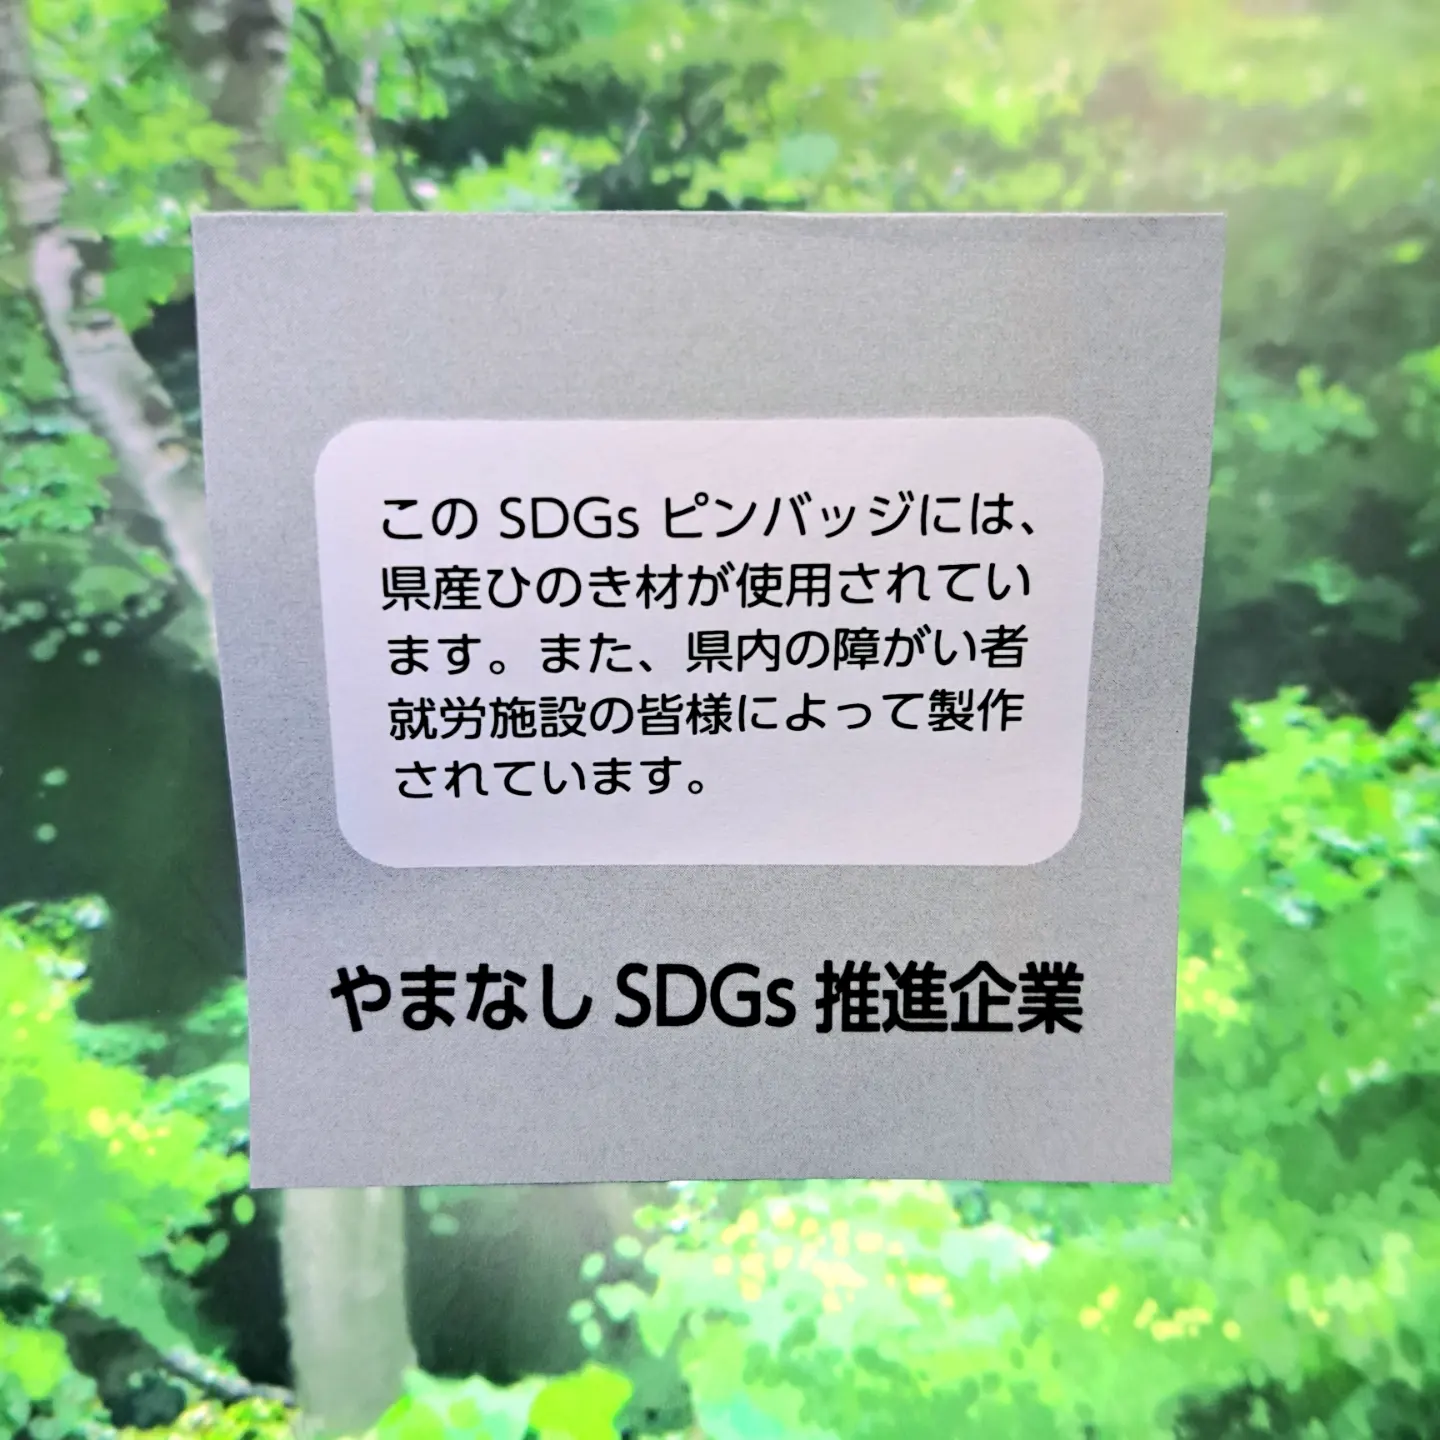 この SDGs ピンバッジには、
県産ひのき材が使用されてい
ます。また、県内の障がい者
就労施設の皆様によって製作
されています。
やまなし SDGs 推進企業